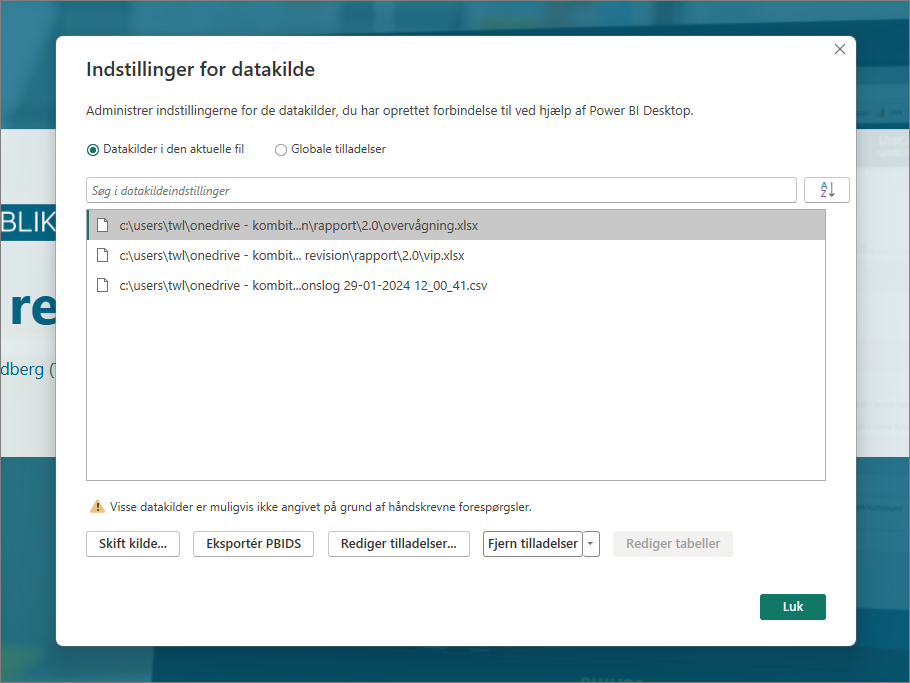 Indstillinger for datakilde
Administrer indstillingerne for de datakilder, du har oprettet forbindelse til ved hjælp af Power BI Desktop.
Datakilder i den aktuelle fil
Globale tilladelser
Søg i datakildeindstillinger
AZ
c:\users\twl\onedrive - kombit...n\rapport\2.0\overvågning.xlsx
c:\users\twl\onedrive - kombit... revision\rapport\2.0\vip.xlsx
c:\users\twl\onedrive - kombit...onslog 29-01-2024 12_00_41.csv
BLIK
re
dberg (
Visse datakilder er muligvis ikke angivet på grund af håndskrevne forespørgsler.
Skift kilde...
Eksportér PBIDS
Rediger tilladelser...
Fjern tilladelser
Rediger tabeller
Luk